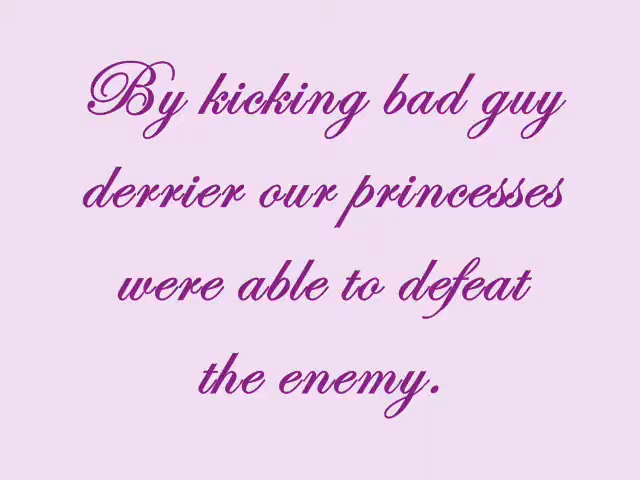 By kicking bad guy
derrier our princesses
were able to defeat
the enemy.